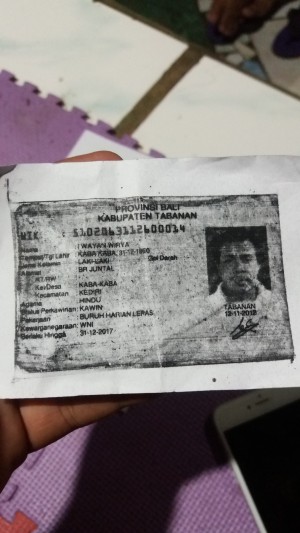 PROVINSI BALI
KABUPATEN TABANAN
NIK : 5102063112600014
Nama : I WAYAN WIRYA
Tempat/Tgl Lahir : KABA KABA, 31-12-1960
Jenis Kelamin : LAKI-LAKI Gol Darah
Alamat : BR JUNTAL
RT/RW
Kel/Desa : KABA-KABA
Kecamatan : KEDIRI
Agama : HINDU
Status Perkawinan : KAWIN
Pekerjaan : BURUH HARIAN LEPAS
Kewarganegaraan : WNI
Berlaku Hingga : 31-12-2017
TABANAN
12-11-2012